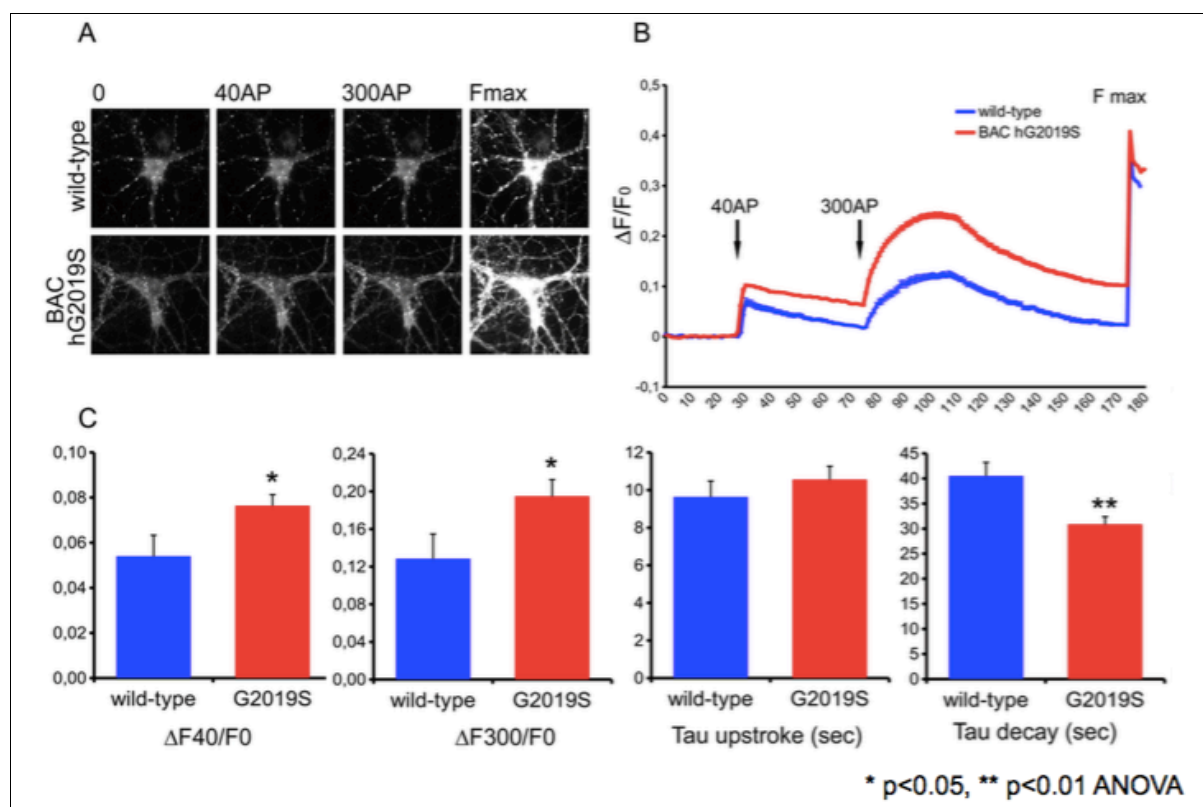 A
0 40AP 300AP Fmax
wild-type
BAC
hG2019S
B
0,5
0,4
0,3
0,2
0,1
0
-0,1
ΔF/F₀
F max
wild-type
BAC hG2019S
40AP
300AP
0 10 20 30 40 50 60 70 80 90 100 110 120 130 140 150 160 170 180
C
0,10
0,08
0,06
0,04
0,02
0,00
wild-type G2019S
ΔF40/F0
0,24
0,20
0,16
0,12
0,08
0,04
0,00
*
*
wild-type G2019S
ΔF300/F0
12
10
8
6
4
2
0
wild-type G2019S
Tau upstroke (sec)
45
40
35
30
25
20
15
10
5
0
**
wild-type G2019S
Tau decay (sec)
* p<0.05, ** p<0.01 ANOVA